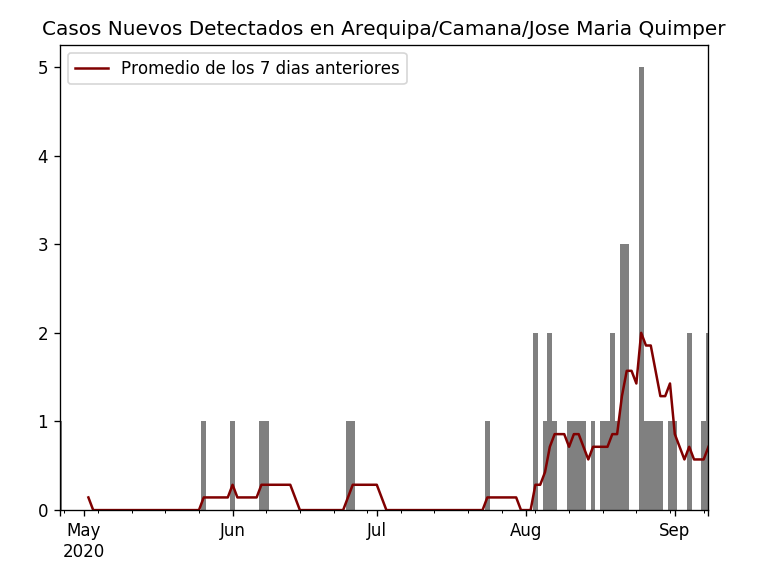 Casos Nuevos Detectados en Arequipa/Camana/Jose Maria Quimper
Promedio de los 7 dias anteriores
5
4
3
2
1
0
May Jun Jul Aug Sep
2020